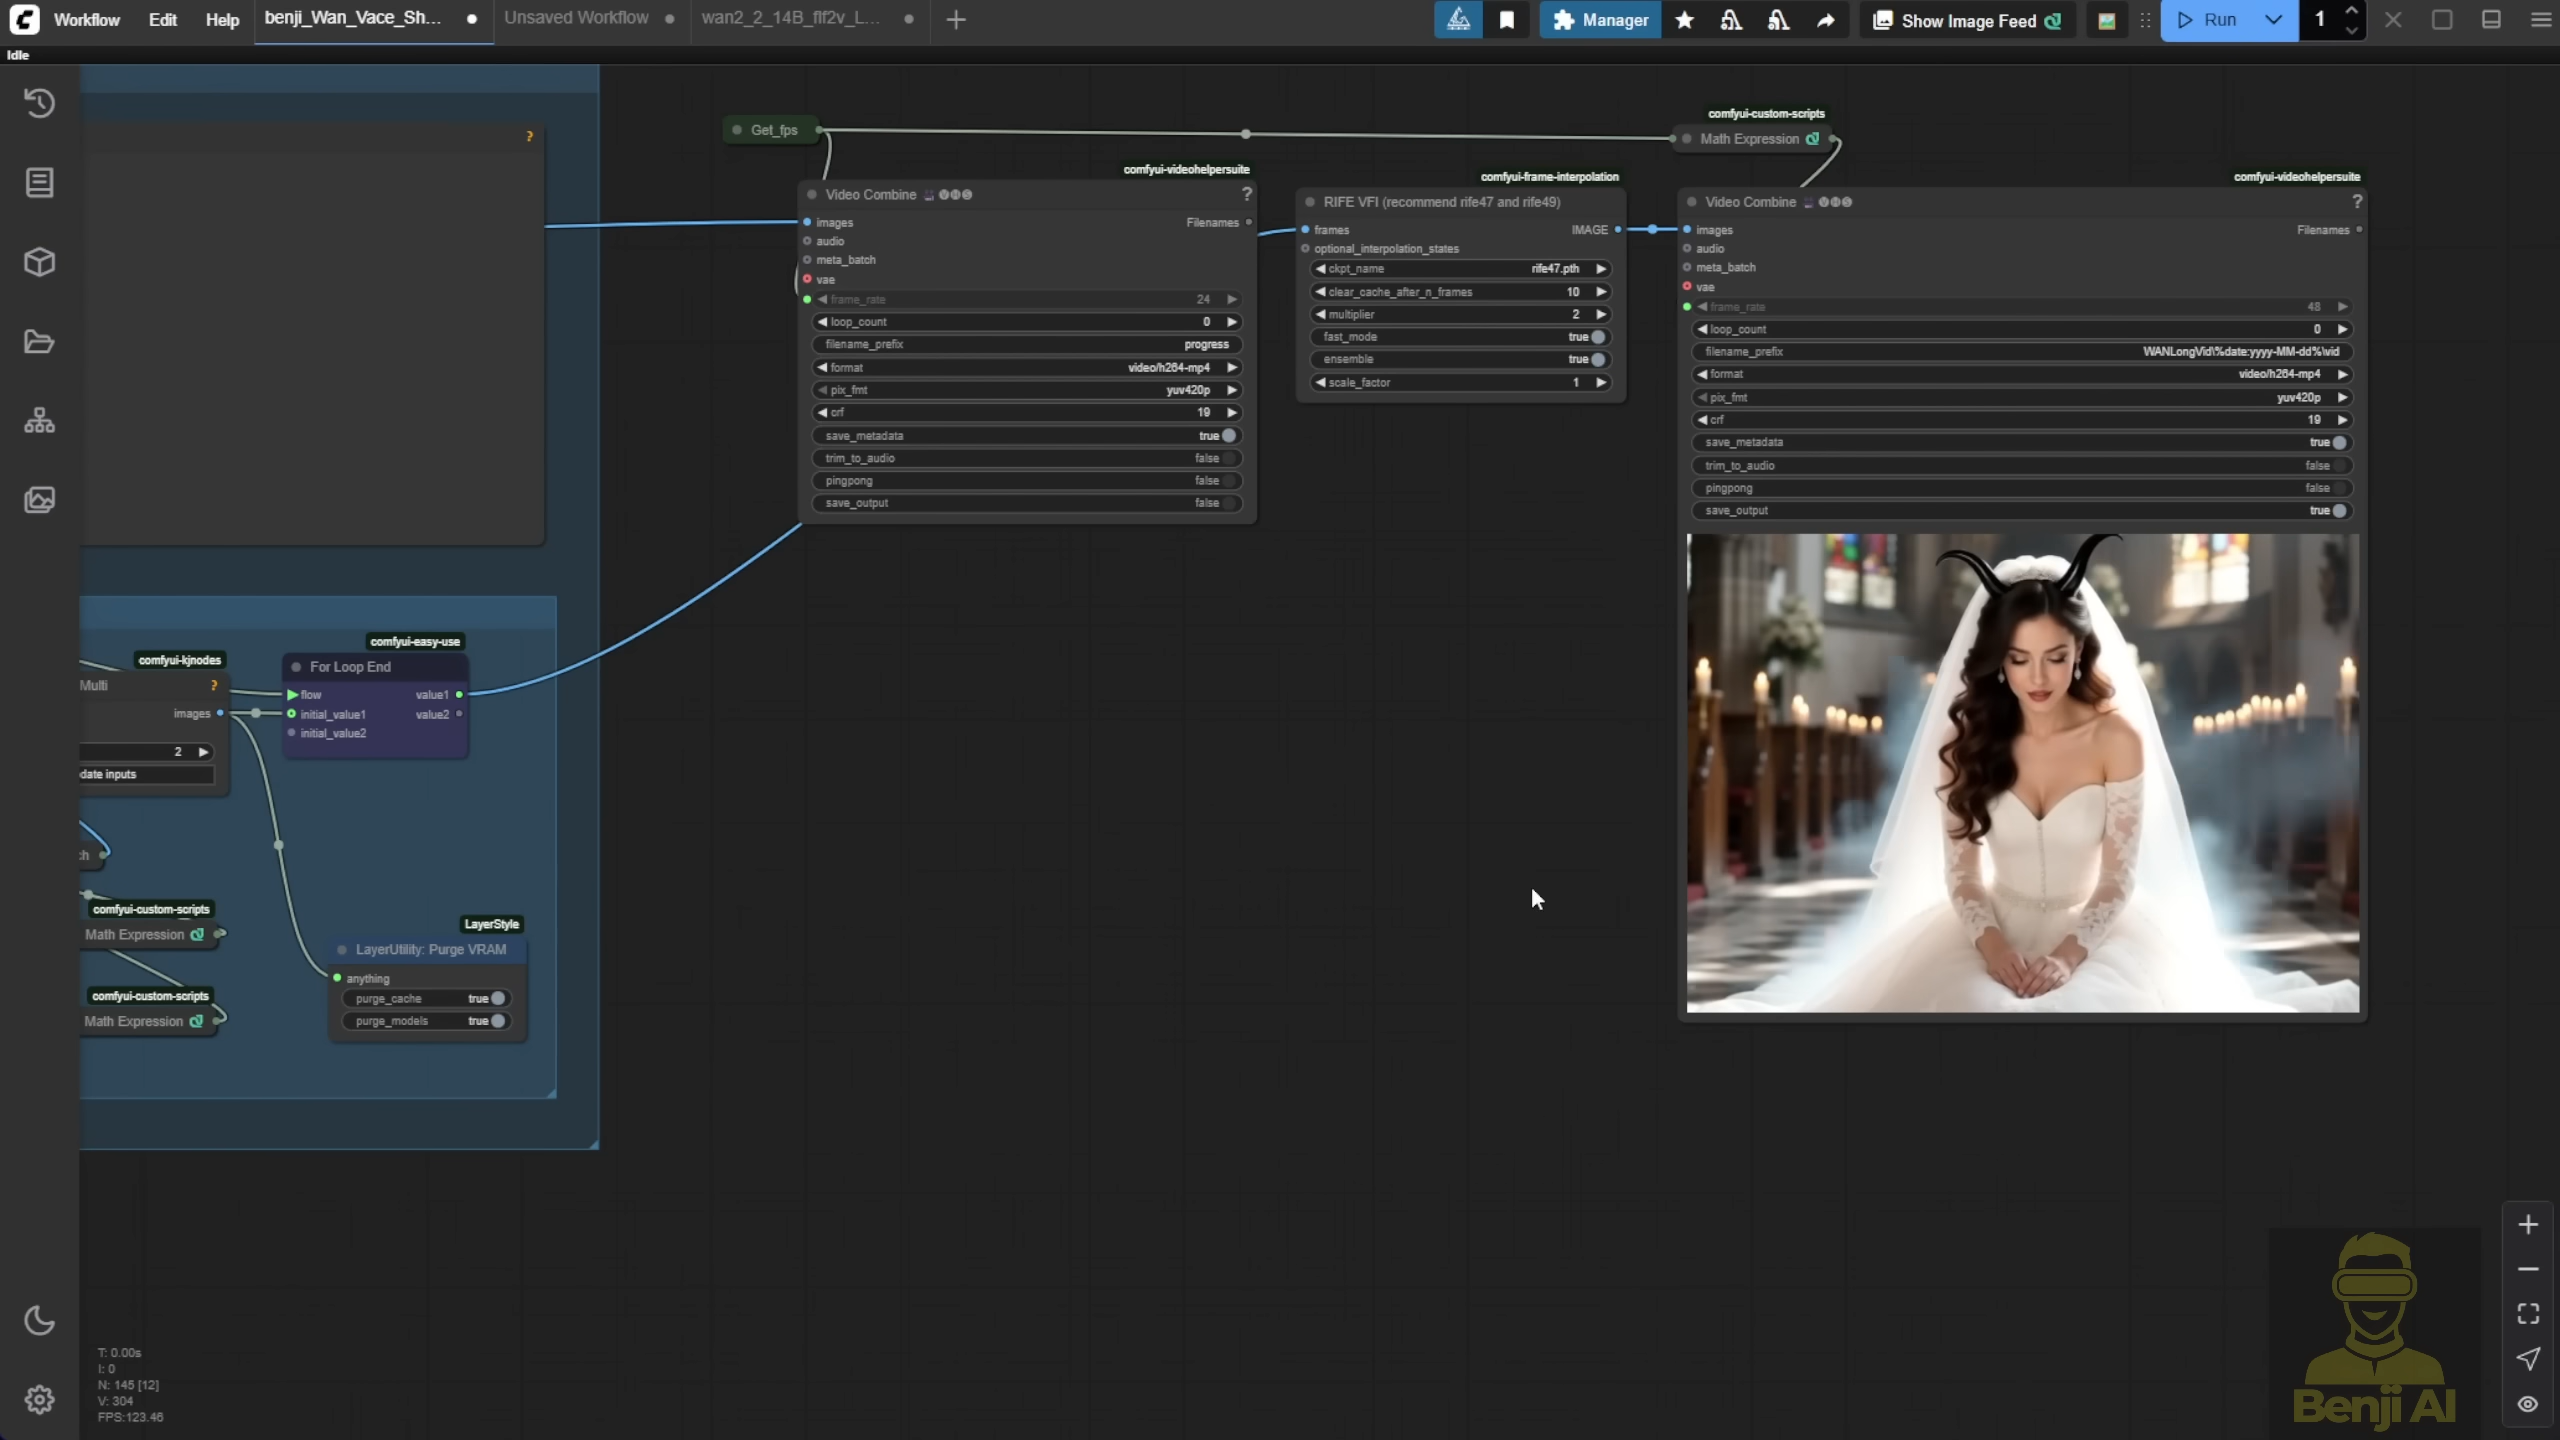 Workflow Edit Help benji_Wan_Vace_Sh... Unsaved Workflow wan2_2_14B_flf2v_L... Manager Show Image Feed Run 1
Idle
?
Get_fps
comfyui-custom-scripts
Math Expression
comfyui-videohelpersuite
Video Combine VHS ?
images Filenames
audio
meta_batch
vae
frame_rate 24
loop_count 0
filename_prefix progress
format video/h264-mp4
pix_fmt yuv420p
crf 19
save_metadata true
trim_to_audio false
pingpong false
save_output false
comfyui-frame-interpolation
RIFE VFI (recommend rife47 and rife49)
frames IMAGE
optional_interpolation_states
ckpt_name rife47.pth
clear_cache_after_n_frames 10
multiplier 2
fast_mode true
ensemble true
scale_factor 1
comfyui-videohelpersuite
Video Combine VHS ?
images Filenames
audio
meta_batch
vae
frame_rate 48
loop_count 0
filename_prefix WANLongVid\%date:yyyy-MM-dd%\vid
format video/h264-mp4
pix_fmt yuv420p
crf 19
save_metadata true
trim_to_audio false
pingpong false
save_output true
comfyui-kjnodes
Multi ?
images
2
date inputs
comfyui-easy-use
For Loop End
flow value1
initial_value1 value2
initial_value2
ch
comfyui-custom-scripts
Math Expression
comfyui-custom-scripts
Math Expression
LayerStyle
LayerUtility: Purge VRAM
anything
purge_cache true
purge_models true
T: 0.00s
I: 0
N: 145 [12]
V: 304
FPS:123.46
Benji AI